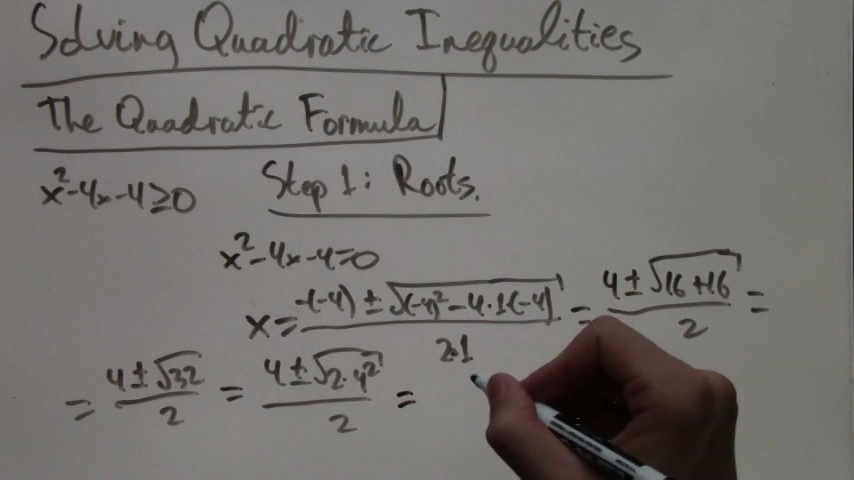 Solving Quadratic Inequalities
The Quadratic Formula
x²-4x-4≥0 Step 1: Roots.
x²-4x-4=0
x = (-(-4) ± √((-4)²-4·1·(-4)))/(2·1) = (4±√(16+16))/2 =
= (4±√32)/2 = (4±√(2·4²))/2 =